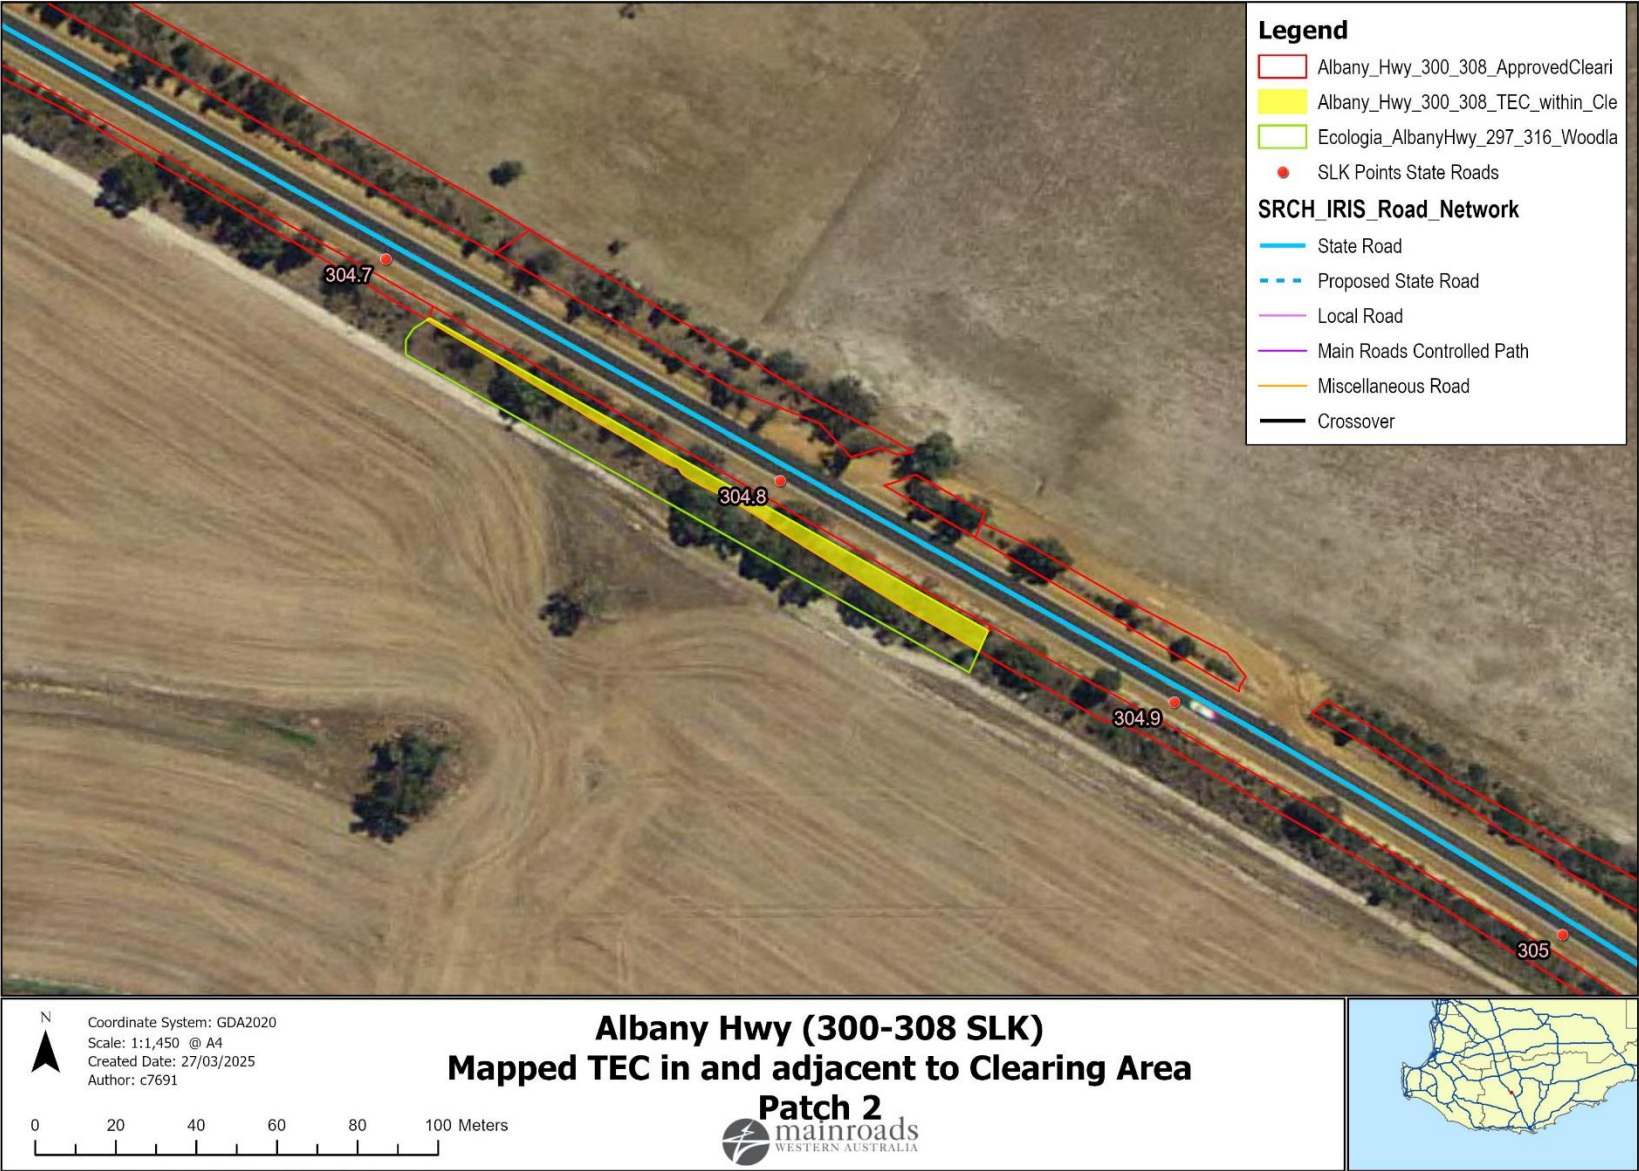 Legend
Albany_Hwy_300_308_ApprovedCleari
Albany_Hwy_300_308_TEC_within_Cle
Ecologia_AlbanyHwy_297_316_Woodla
SLK Points State Roads
SRCH_IRIS_Road_Network
State Road
Proposed State Road
Local Road
Main Roads Controlled Path
Miscellaneous Road
Crossover
304.7
304.8
304.9
305
N
Coordinate System: GDA2020
Scale: 1:1,450 @ A4
Created Date: 27/03/2025
Author: c7691
0 20 40 60 80 100 Meters
Albany Hwy (300-308 SLK)
Mapped TEC in and adjacent to Clearing Area
Patch 2
mainroads
WESTERN AUSTRALIA